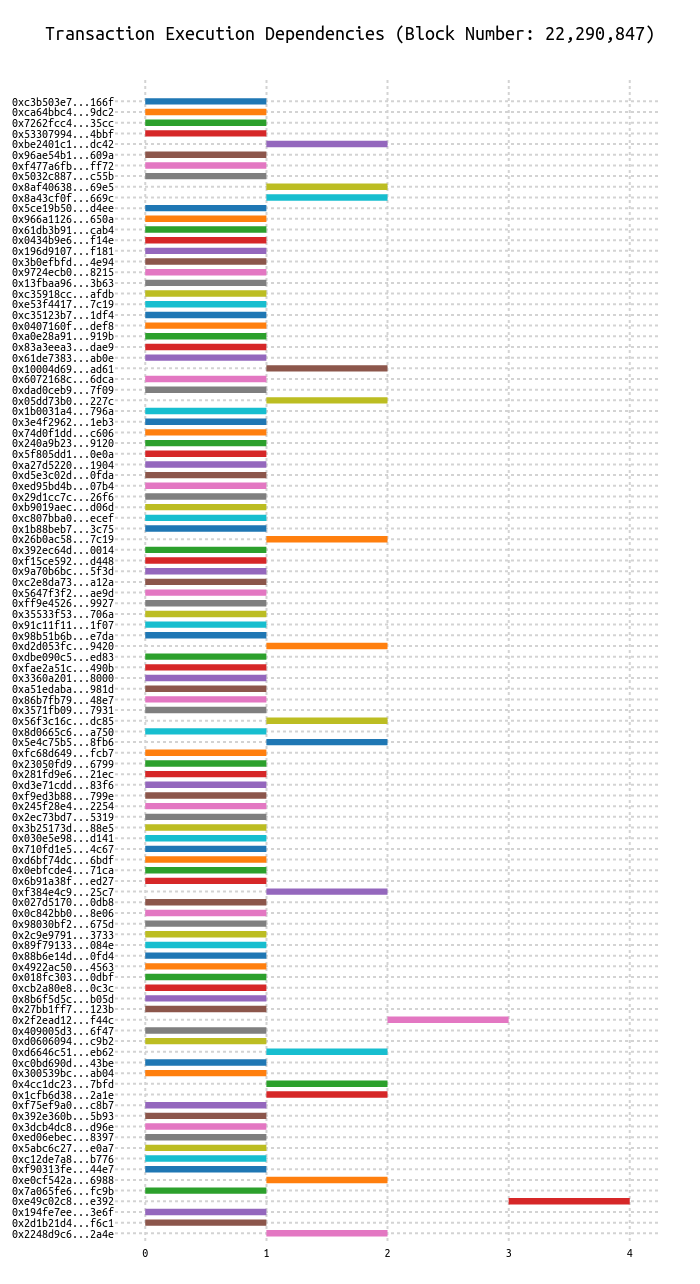 Transaction Execution Dependencies (Block Number: 22,290,847)
0xc3b503e7...166f
0xca64bbc4...9dc2
0x7262fcc4...35cc
0x53307994...4bbf
0xbe2401c1...dc42
0x96ae54b1...609a
0xf477a6fb...ff72
0x5032c887...c55b
0x8af40638...69e5
0x8a43cf0f...669c
0x5ce19b50...d4ee
0x966a1126...650a
0x61db3b91...cab4
0x0434b9e6...f14e
0x196d9107...f181
0x3b0efbfd...4e94
0x9724ecb0...8215
0x13fbaa96...3b63
0xc35918cc...afdb
0xe53f4417...7c19
0xc35123b7...1df4
0x0407160f...def8
0xa0e28a91...919b
0x83a3eea3...dae9
0x61de7383...ab0e
0x10004d69...ad61
0x6072168c...6dca
0xdad0ceb9...7f09
0x05dd73b0...227c
0x1b0031a4...796a
0x3e4f2962...1eb3
0x74d0f1dd...c606
0x240a9b23...9120
0x5f805dd1...0e0a
0xa27d5220...1904
0xd5e3c02d...0fda
0xed95bd4b...07b4
0x29d1cc7c...26f6
0xb9019aec...d06d
0xc807bba0...ecef
0x1b88beb7...3c75
0x26b0ac58...7c19
0x392ec64d...0014
0xf15ce592...d448
0x9a70b6bc...5f3d
0xc2e8da73...a12a
0x5647f3f2...ae9d
0xff9e4526...9927
0x35533f53...706a
0x91c11f11...1f07
0x98b51b6b...e7da
0xd2d053fc...9420
0xdbe090c5...ed83
0xfae2a51c...490b
0x3360a201...8000
0xa51edaba...981d
0x86b7fb79...48e7
0x3571fb09...7931
0x56f3c16c...dc85
0x8d0665c6...a750
0x5e4c75b5...8fb6
0xfc68d649...fcb7
0x23050fd9...6799
0x281fd9e6...21ec
0xd3e71cdd...83f6
0xf9ed3b88...799e
0x245f28e4...2254
0x2ec73bd7...5319
0x3b25173d...88e5
0x030e5e98...d141
0x710fd1e5...4c67
0xd6bf74dc...6bdf
0x0ebfcde4...71ca
0x6b91a38f...ed27
0xf384e4c9...25c7
0x027d5170...0db8
0x0c842bb0...8e06
0x98030bf2...675d
0x2c9e9791...3733
0x89f79133...084e
0x88b6e14d...0fd4
0x4922ac50...4563
0x018fc303...0dbf
0xcb2a80e8...0c3c
0x8b6f5d5c...b05d
0x27bb1ff7...123b
0x2f2ead12...f44c
0x409005d3...6f47
0xd0606094...c9b2
0xd6646c51...eb62
0xc0bd690d...43be
0x300539bc...ab04
0x4cc1dc23...7bfd
0x1cfb6d38...2a1e
0xf75ef9a0...c8b7
0x392e360b...5b93
0x3dcb4dc8...d96e
0xed06ebec...8397
0x5abc6c27...e0a7
0xc12de7a8...b776
0xf90313fe...44e7
0xe0cf542a...6988
0x7a065fe6...fc9b
0xe49c02c8...e392
0x194fe7ee...3e6f
0x2d1b21d4...f6c1
0x2248d9c6...2a4e
0 1 2 3 4